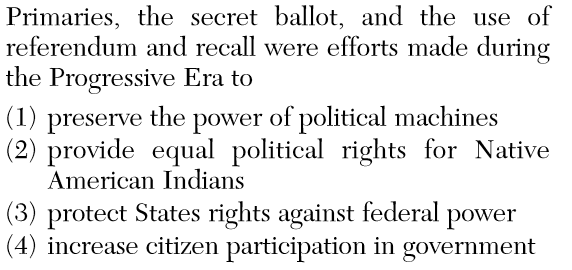 Primaries, the secret ballot, and the use of
referendum and recall were efforts made during
the Progressive Era to
(1) preserve the power of political machines
(2) provide equal political rights for Native
American Indians
(3) protect States rights against federal power
(4) increase citizen participation in government